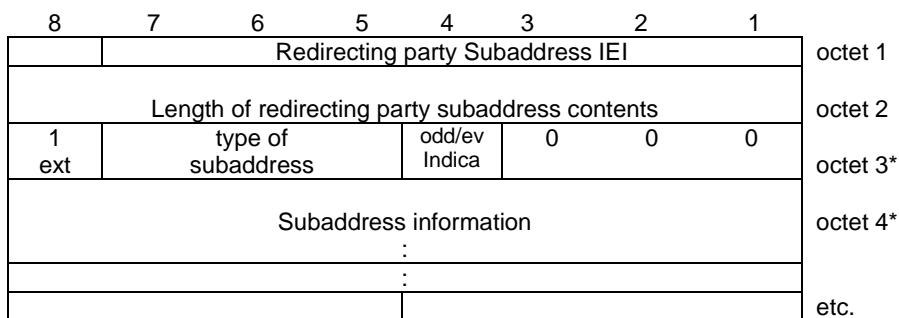 8 7 6 5 4 3 2 1
Redirecting party Subaddress IEI octet 1
Length of redirecting party subaddress contents octet 2
1 type of odd/ev 0 0 0
ext subaddress Indica octet 3*
Subaddress information octet 4*
:
:
etc.